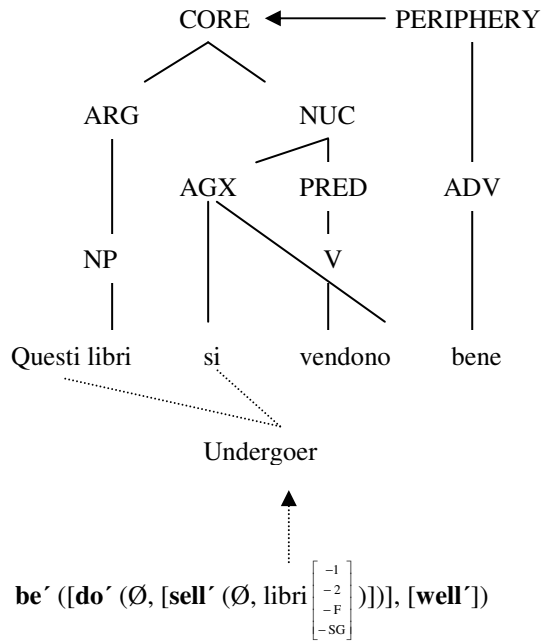 CORE PERIPHERY
ARG NUC
AGX PRED ADV
NP V
Questi libri si vendono bene
Undergoer
be´ ([do´ (Ø, [sell´ (Ø, libri [−1 −2 −F −SG] )])], [well´])